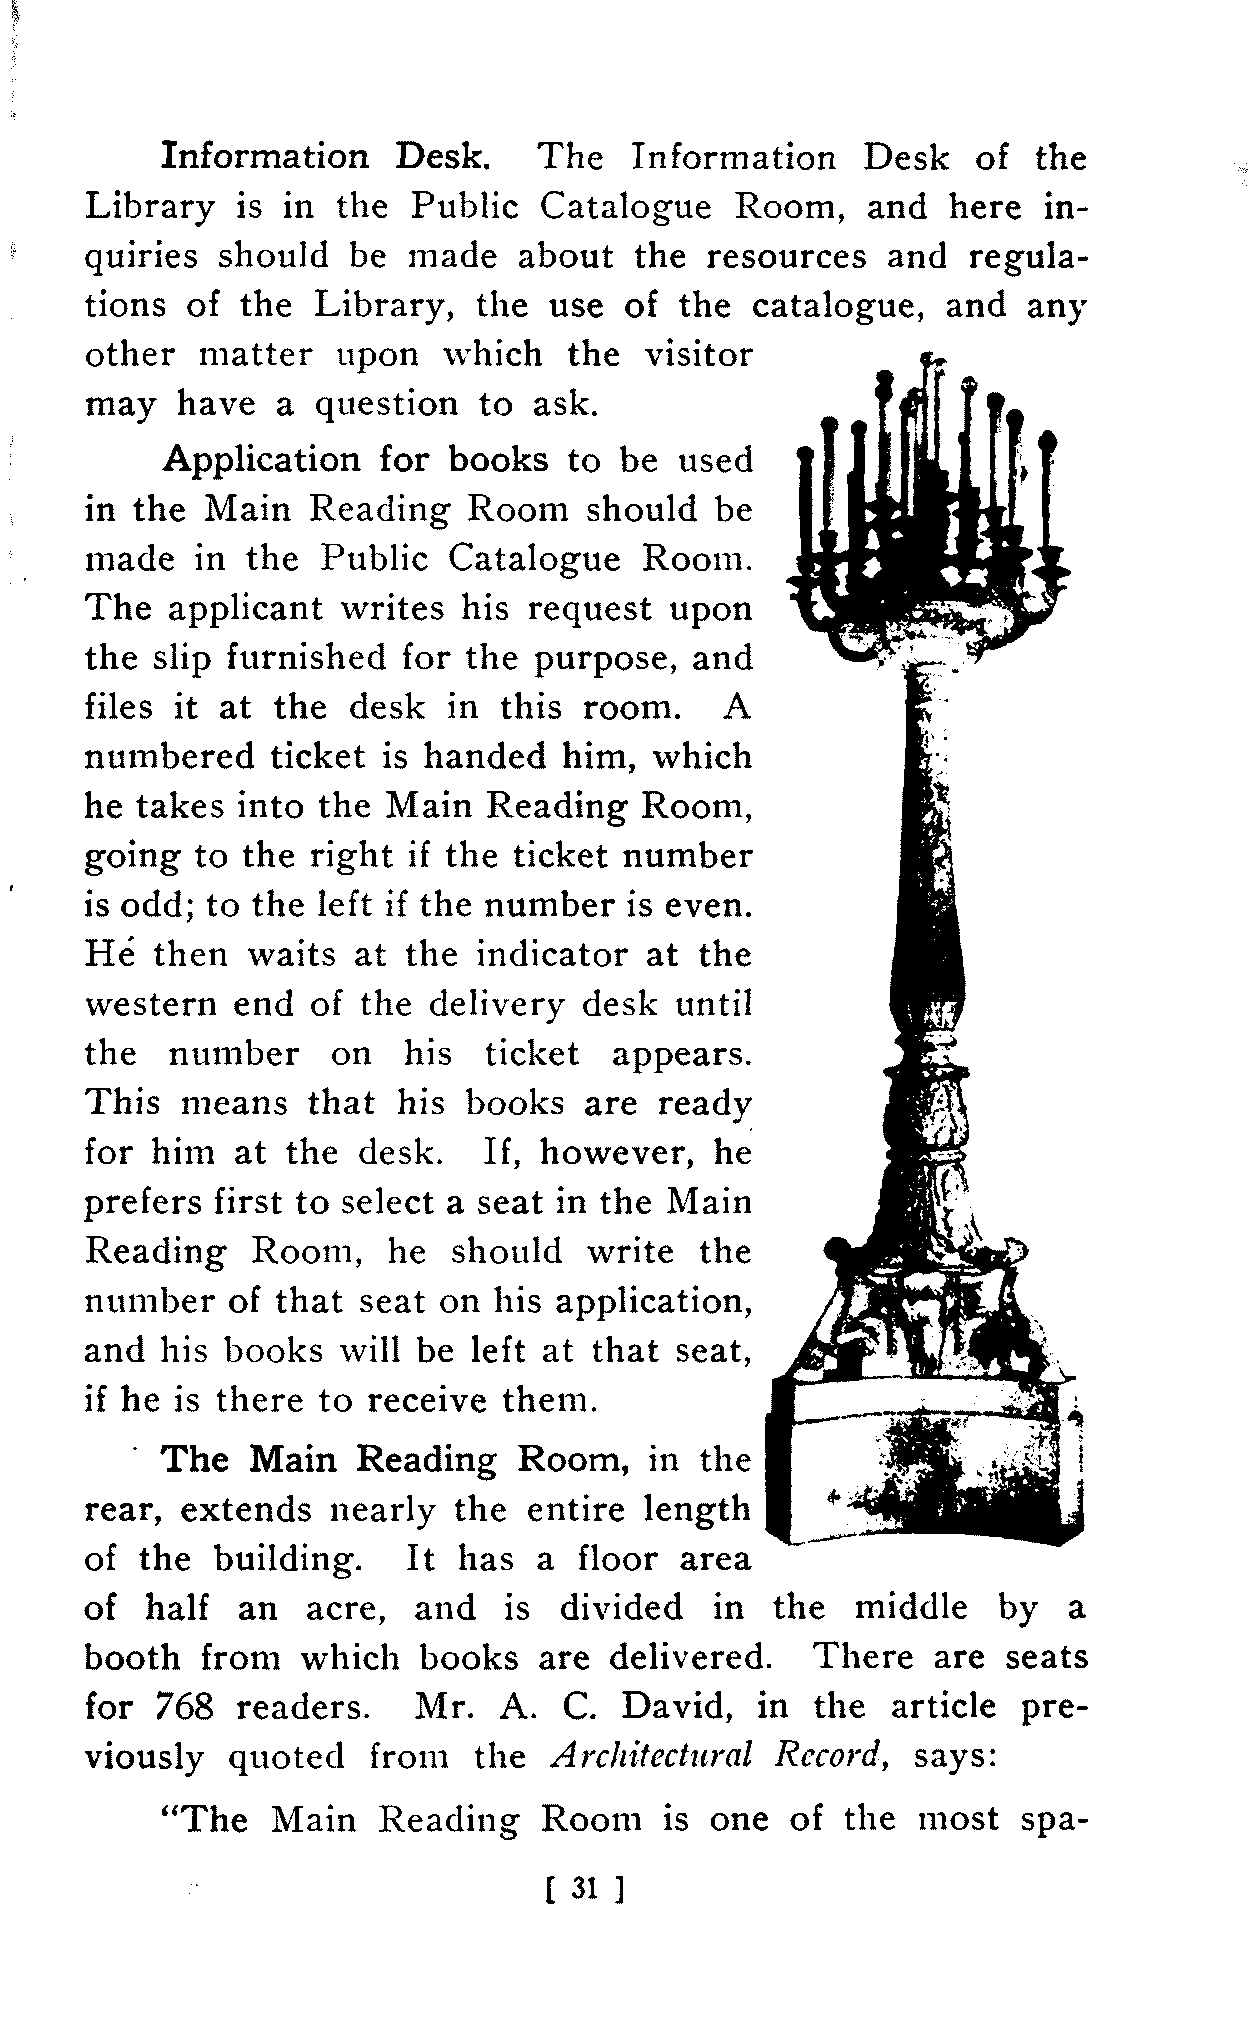 Information Desk. The Information Desk of the
Library is in the Public Catalogue Room, and here in-
quiries should be made about the resources and regula-
tions of the Library, the use of the catalogue, and any
other matter upon which the visitor
may have a question to ask.
Application for books to be used
in the Main Reading Room should be
made in the Public Catalogue Room.
The applicant writes his request upon
the slip furnished for the purpose, and
files it at the desk in this room. A
numbered ticket is handed him, which
he takes into the Main Reading Room,
going to the right if the ticket number
is odd; to the left if the number is even.
He then waits at the indicator at the
western end of the delivery desk until
the number on his ticket appears.
This means that his books are ready
for him at the desk. If, however, he
prefers first to select a seat in the Main
Reading Room, he should write the
number of that seat on his application,
and his books will be left at that seat,
if he is there to receive them.
The Main Reading Room, in the
rear, extends nearly the entire length
of the building. It has a floor area
of half an acre, and is divided in the middle by a
booth from which books are delivered. There are seats
for 768 readers. Mr. A. C. David, in the article pre-
viously quoted from the Architectural Record, says:
“The Main Reading Room is one of the most spa-
[ 31 ]